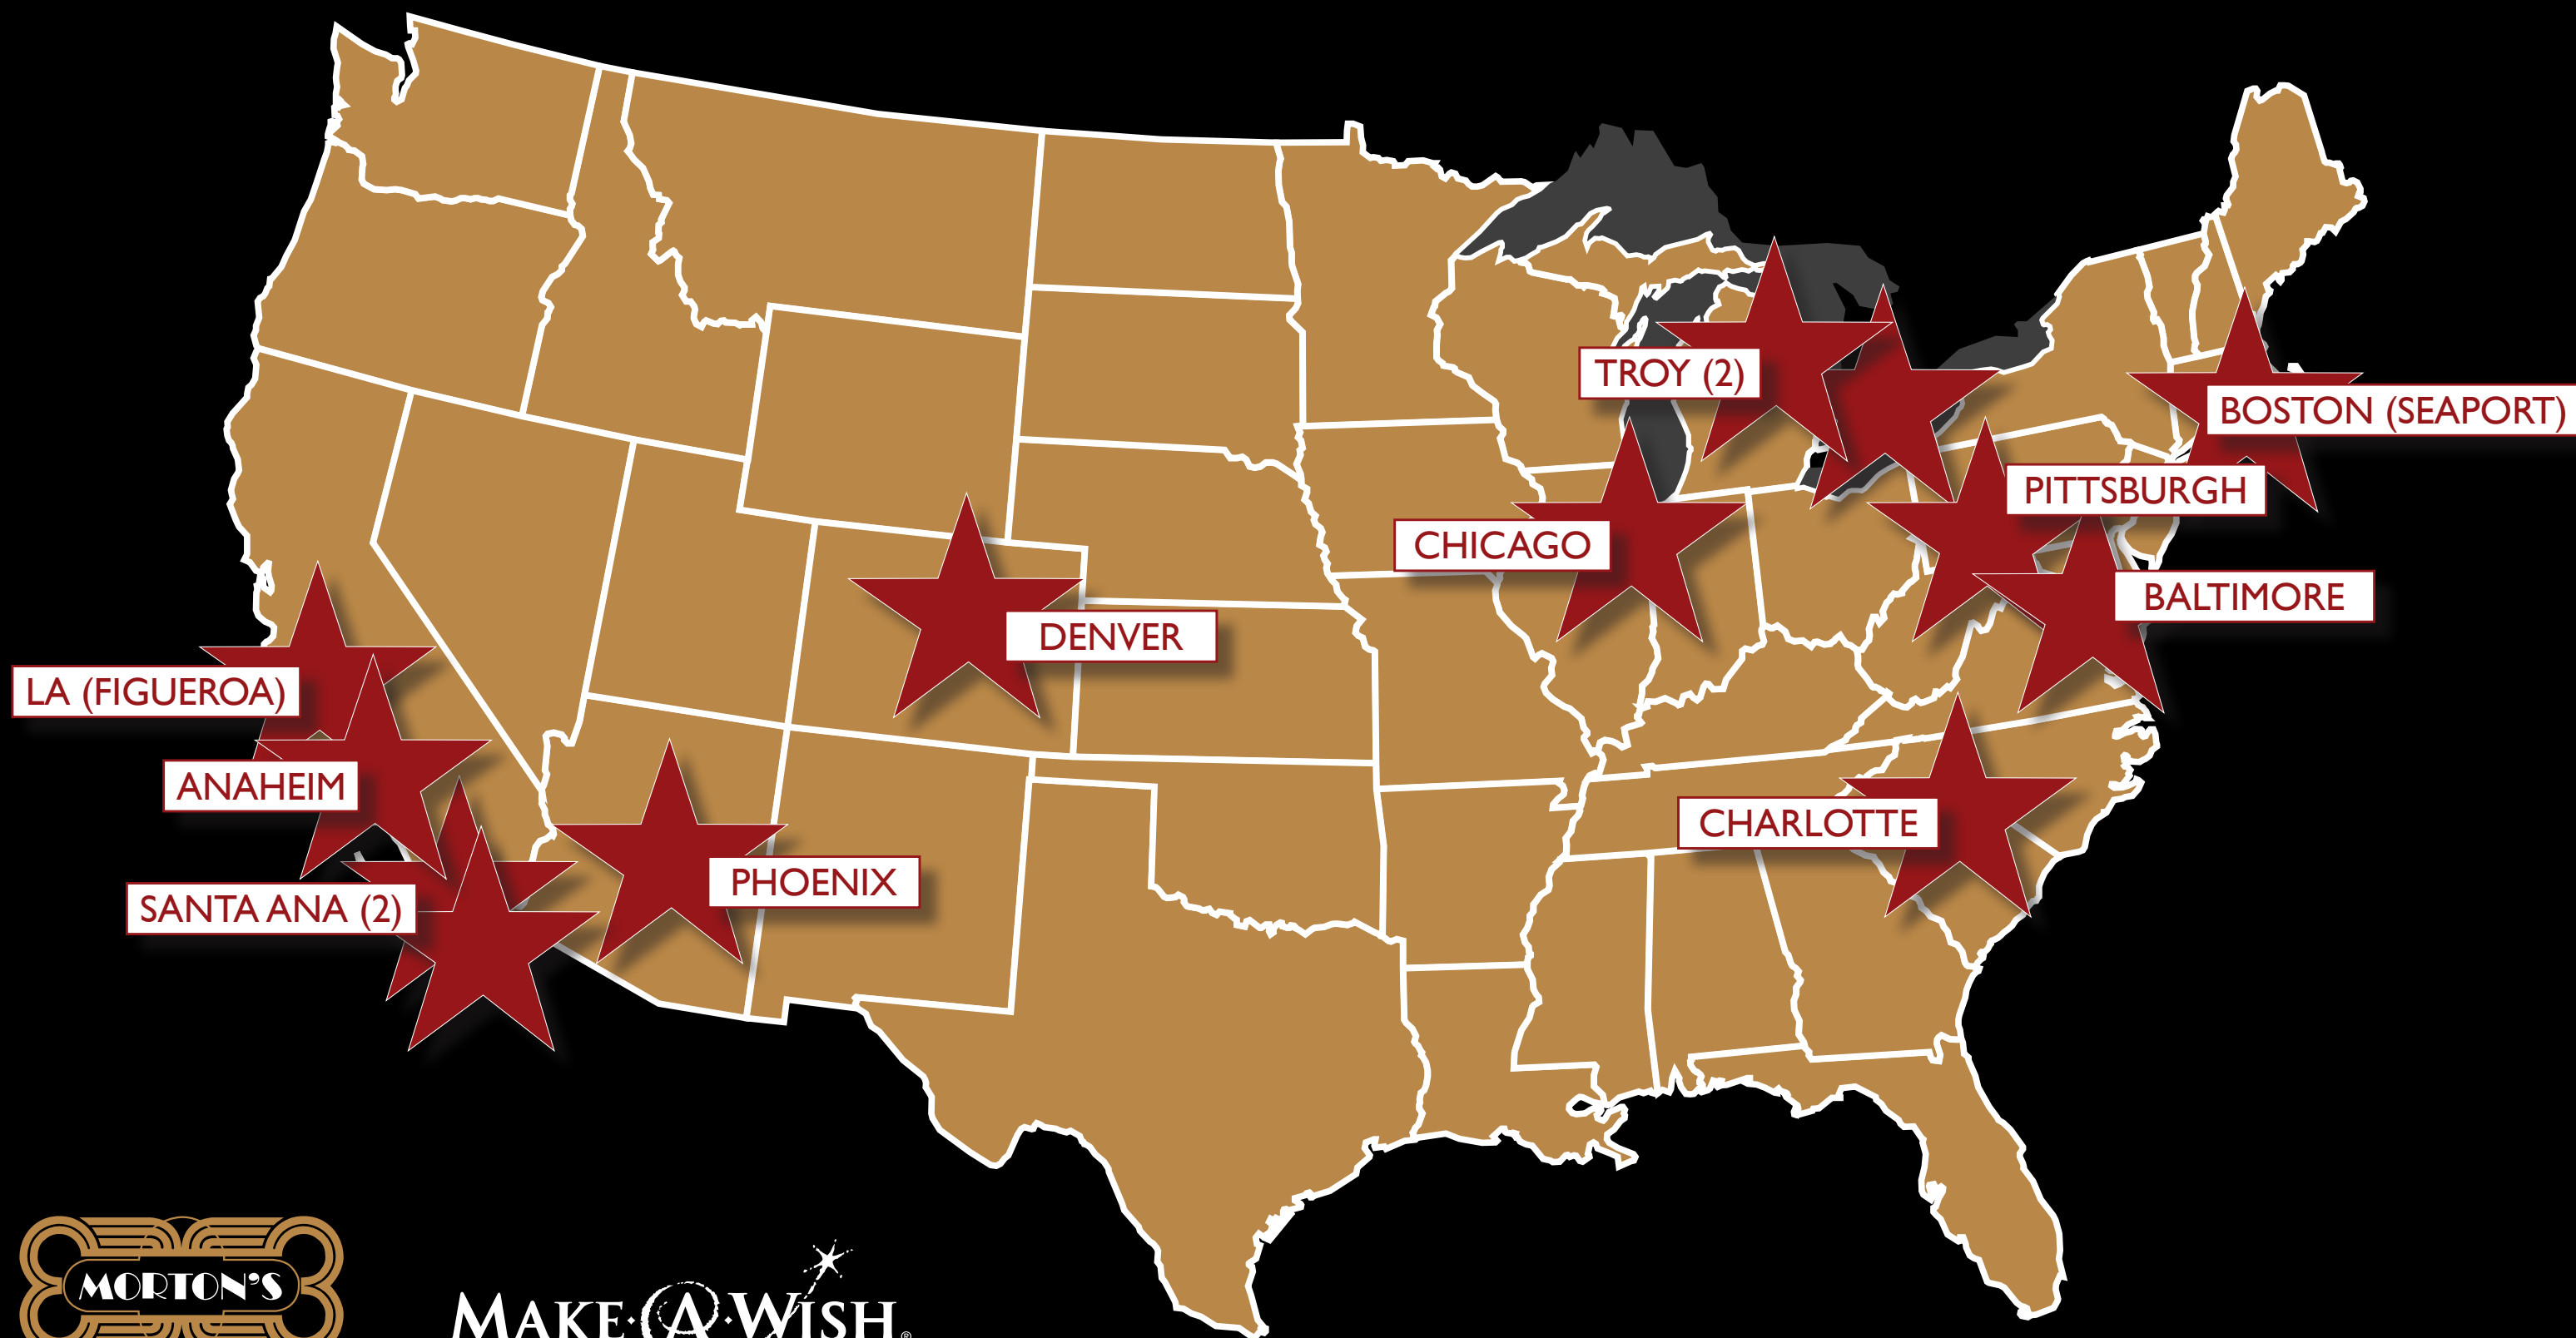 TROY (2)
BOSTON (SEAPORT)
PITTSBURGH
CHICAGO
BALTIMORE
DENVER
LA (FIGUEROA)
ANAHEIM
CHARLOTTE
PHOENIX
SANTA ANA (2)
MORTON'S
MAKE·A·WISH®